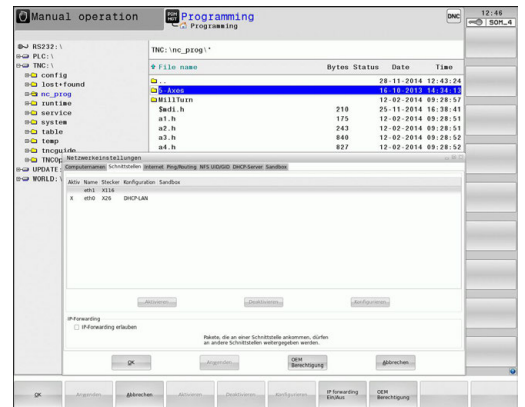 Manual operation
PGM MGT Programming
Programming
DNC
12:46
SOM_4
RS232:\
PLC:\
TNC:\
config
lost+found
nc_prog
runtime
service
system
table
temp
tncguide
TNCOp
UPDATE:
WORLD:\
TNC:\nc_prog\*
File name Bytes Status Date Time
.. 28-11-2014 12:43:24
5-Axes 16-10-2013 14:34:13
MillTurn 12-02-2014 09:28:57
$mdi.h 210 25-11-2014 16:38:41
a1.h 175 12-02-2014 09:28:51
a2.h 243 12-02-2014 09:28:51
a3.h 840 12-02-2014 09:28:52
a4.h 827 12-02-2014 09:28:52
Netzwerkeinstellungen
Computernamen Schnittstellen Internet Ping/Routing NFS UID/GID DHCP-Server Sandbox
Aktiv Name Stecker Konfiguration Sandbox
eth1 X116
X eth0 X26 DHCP-LAN
Aktivieren Deaktivieren Konfigurieren
IP-Forwarding
IP-Forwarding erlauben
Pakete, die an einer Schnittstelle ankommen, dürfen
an andere Schnittstellen weitergegeben werden.
OK Anwenden OEM Berechtigung Abbrechen
OK Anwenden Abbrechen Aktivieren Deaktivieren Konfigurieren IP forwarding Ein/Aus OEM Berechtigung